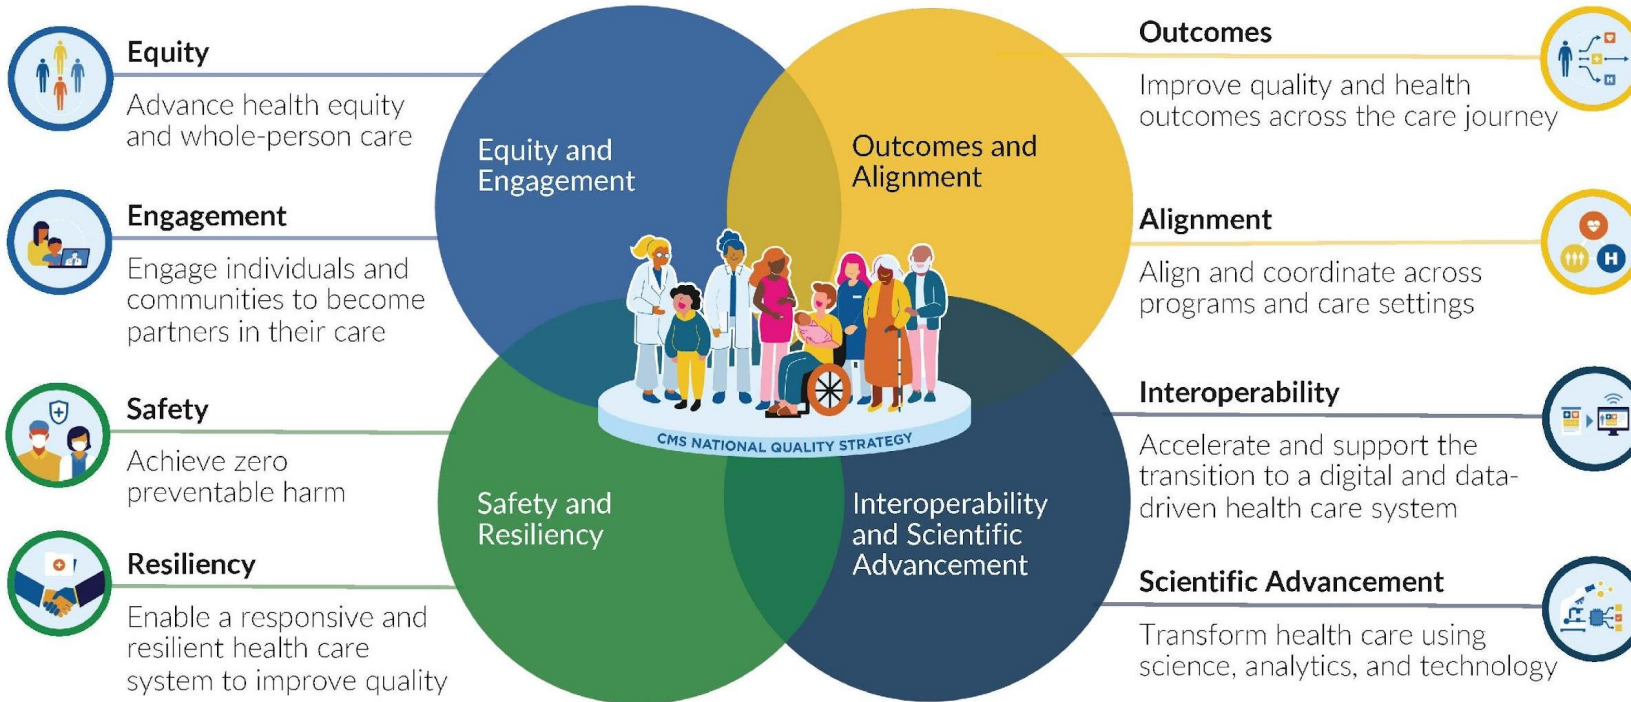 Equity
Advance health equity
and whole-person care
Engagement
Engage individuals and
communities to become
partners in their care
Safety
Achieve zero
preventable harm
Resiliency
Enable a responsive and
resilient health care
system to improve quality
Equity and
Engagement
Outcomes and
Alignment
CMS NATIONAL QUALITY STRATEGY
Safety and
Resiliency
Interoperability
and Scientific
Advancement
Outcomes
Improve quality and health
outcomes across the care journey
H
Alignment
Align and coordinate across
programs and care settings
H
Interoperability
Accelerate and support the
transition to a digital and data-
driven health care system
Scientific Advancement
Transform health care using
science, analytics, and technology